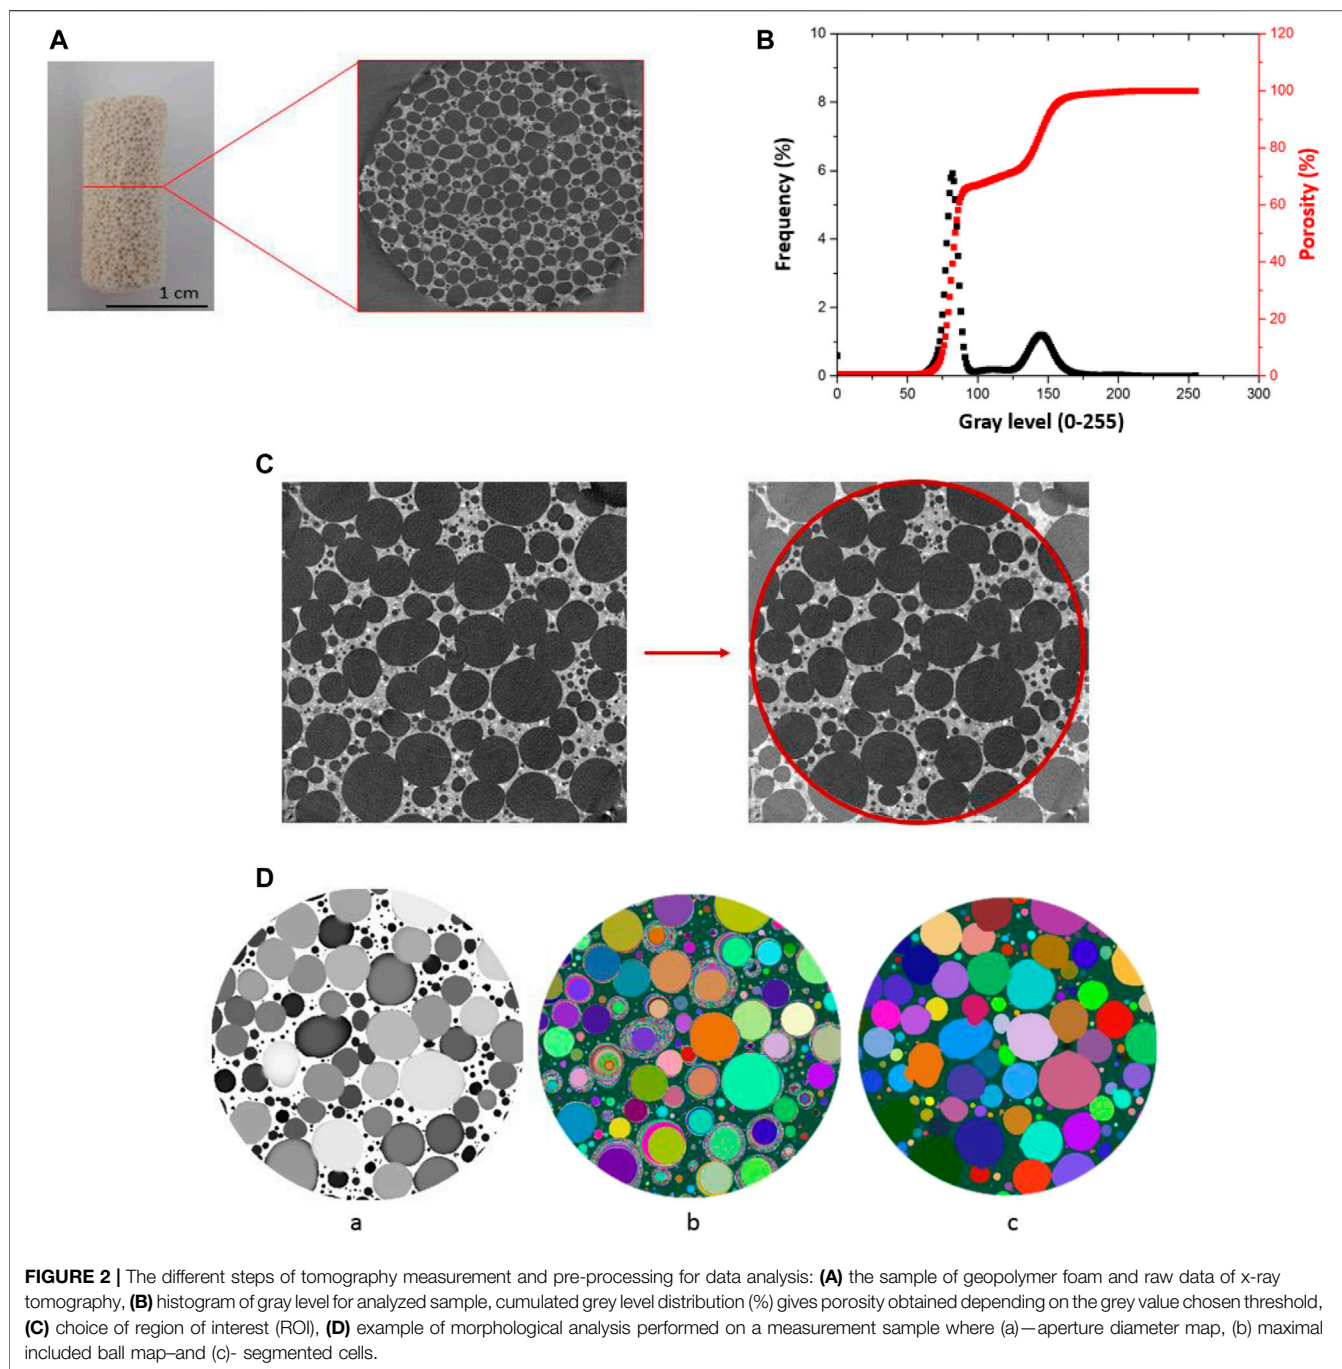 A
1 cm
B
10
8
6
4
2
0
Frequency (%)
120
100
80
60
40
20
0
Porosity (%)
0 50 100 150 200 250 300
Gray level (0-255)
C
D
a b c
FIGURE 2 | The different steps of tomography measurement and pre-processing for data analysis: (A) the sample of geopolymer foam and raw data of x-ray
tomography, (B) histogram of gray level for analyzed sample, cumulated grey level distribution (%) gives porosity obtained depending on the grey value chosen threshold,
(C) choice of region of interest (ROI), (D) example of morphological analysis performed on a measurement sample where (a)—aperture diameter map, (b) maximal
included ball map–and (c)- segmented cells.